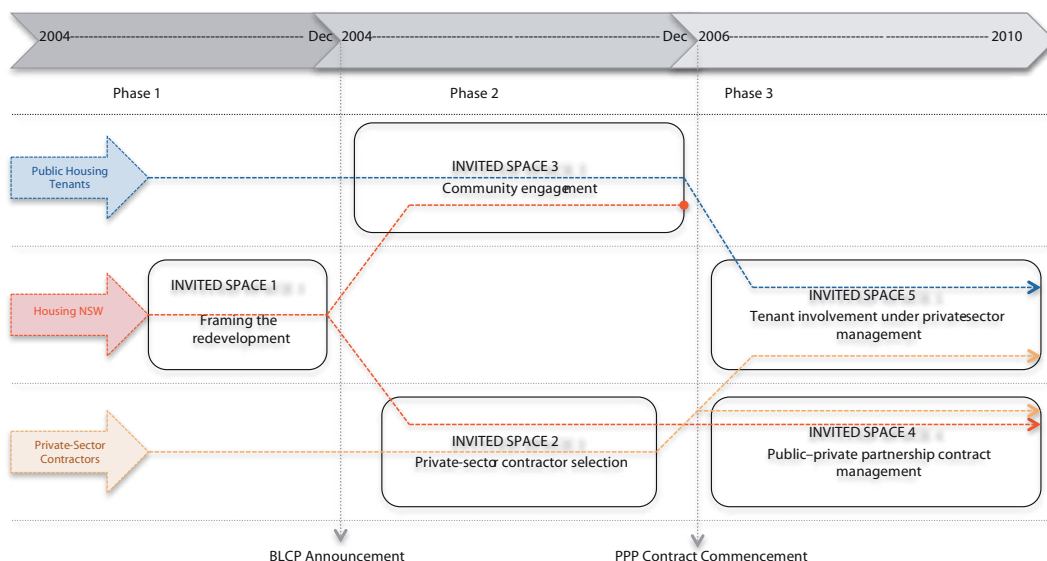 2004 Dec 2004 Dec 2006 2010
Phase 1 Phase 2 Phase 3
Public Housing
Tenants
INVITED SPACE 3
Community engagement
Housing NSW
INVITED SPACE 1
Framing the
redevelopment
INVITED SPACE 5
Tenant involvement under privatesector
management
Private-Sector
Contractors
INVITED SPACE 2
Private-sector contractor selection
INVITED SPACE 4
Public–private partnership contract
management
BLCP Announcement PPP Contract Commencement